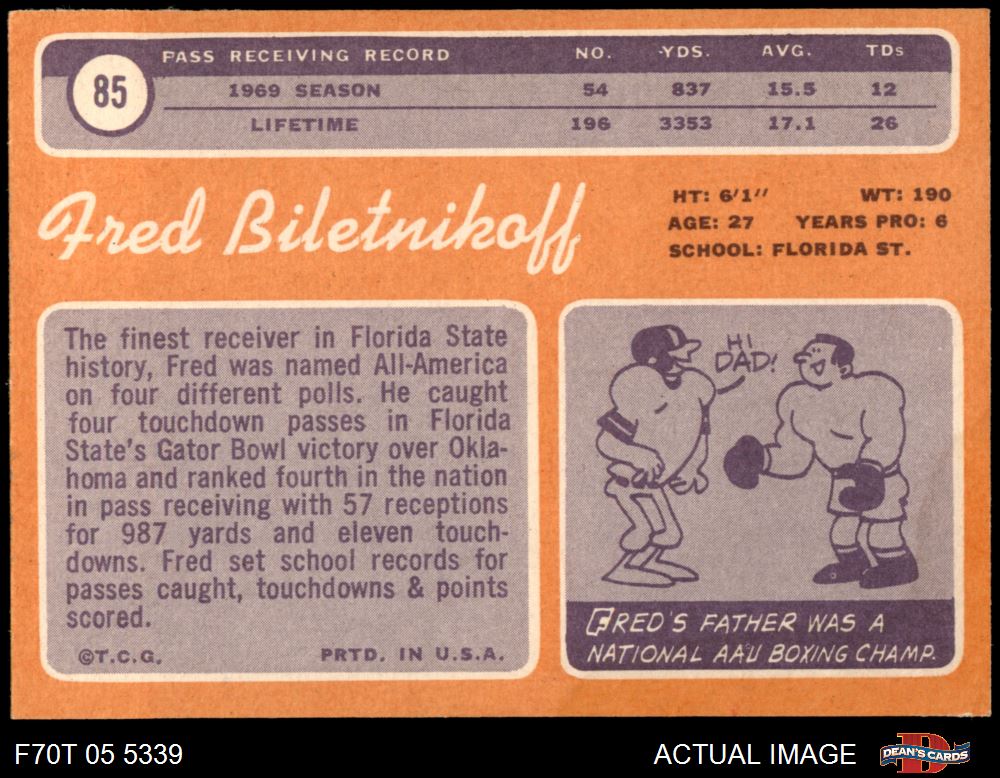 85
PASS RECEIVING RECORD NO. YDS. AVG. TDs
1969 SEASON 54 837 15.5 12
LIFETIME 196 3353 17.1 26
Fred Biletnikoff
HT: 6'1" WT: 190
AGE: 27 YEARS PRO: 6
SCHOOL: FLORIDA ST.
The finest receiver in Florida State
history, Fred was named All-America
on four different polls. He caught
four touchdown passes in Florida
State's Gator Bowl victory over Okla-
homa and ranked fourth in the nation
in pass receiving with 57 receptions
for 987 yards and eleven touch-
downs. Fred set school records for
passes caught, touchdowns & points
scored.
©T.C.G. PRTD. IN U.S.A.
HI
DAD!
FRED'S FATHER WAS A
NATIONAL AAU BOXING CHAMP.
F70T 05 5339 ACTUAL IMAGE
DEAN'S CARDS